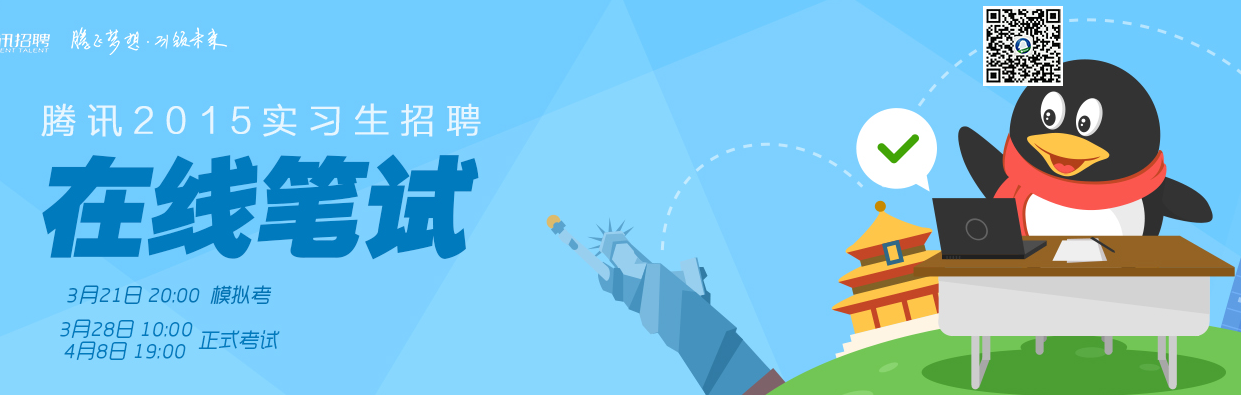 讯招聘 腾飞梦想·引领未来
ENT TALENT
腾讯2015实习生招聘
在线笔试
3月21日 20:00 模拟考
3月28日 10:00
4月8日 19:00
正式考试